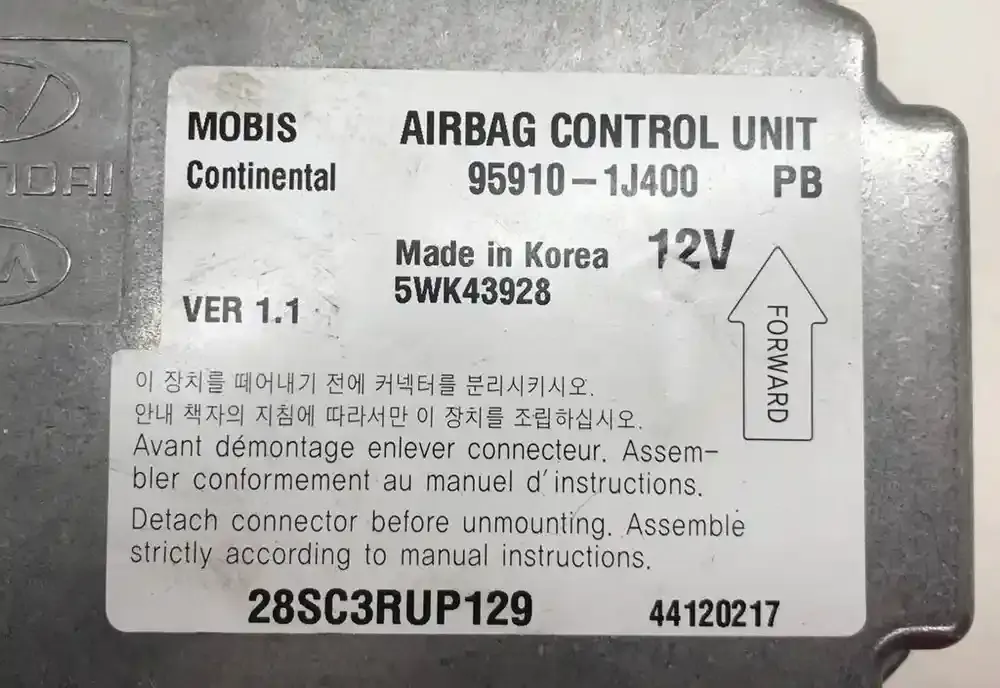 MOBIS AIRBAG CONTROL UNIT
Continental 95910-1J400 PB
Made in Korea 12V
5WK43928
VER 1.1
FORWARD
이 장치를 떼어내기 전에 커넥터를 분리시키시오.
안내 책자의 지침에 따라서만 이 장치를 조립하십시오.
Avant démontage enlever connecteur. Assem-
bler conformement au manuel d'instructions.
Detach connector before unmounting. Assemble
strictly according to manual instructions.
28SC3RUP129 44120217